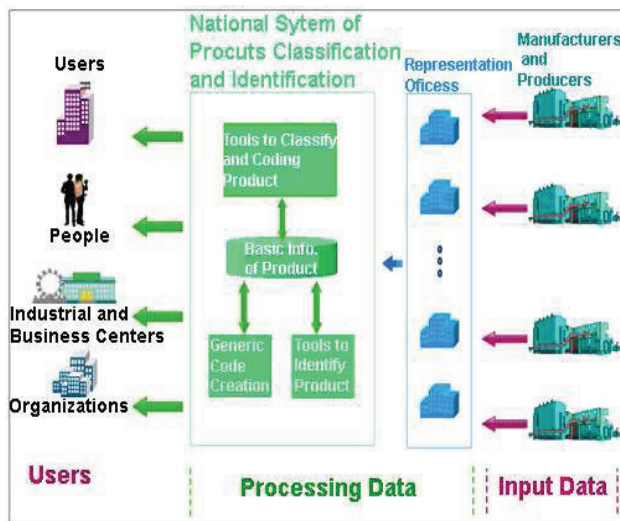 Users
National Sytem of
Procuts Classification
and Identification
Representation
Oficess
Manufacturers
and
Producers
Tools to Classify
and Coding
Product
People
Basic Info.
of Product
Industrial and
Business Centers
Generic
Code
Creation
Tools to
Identify
Product
Organizations
Users
Processing Data
Input Data